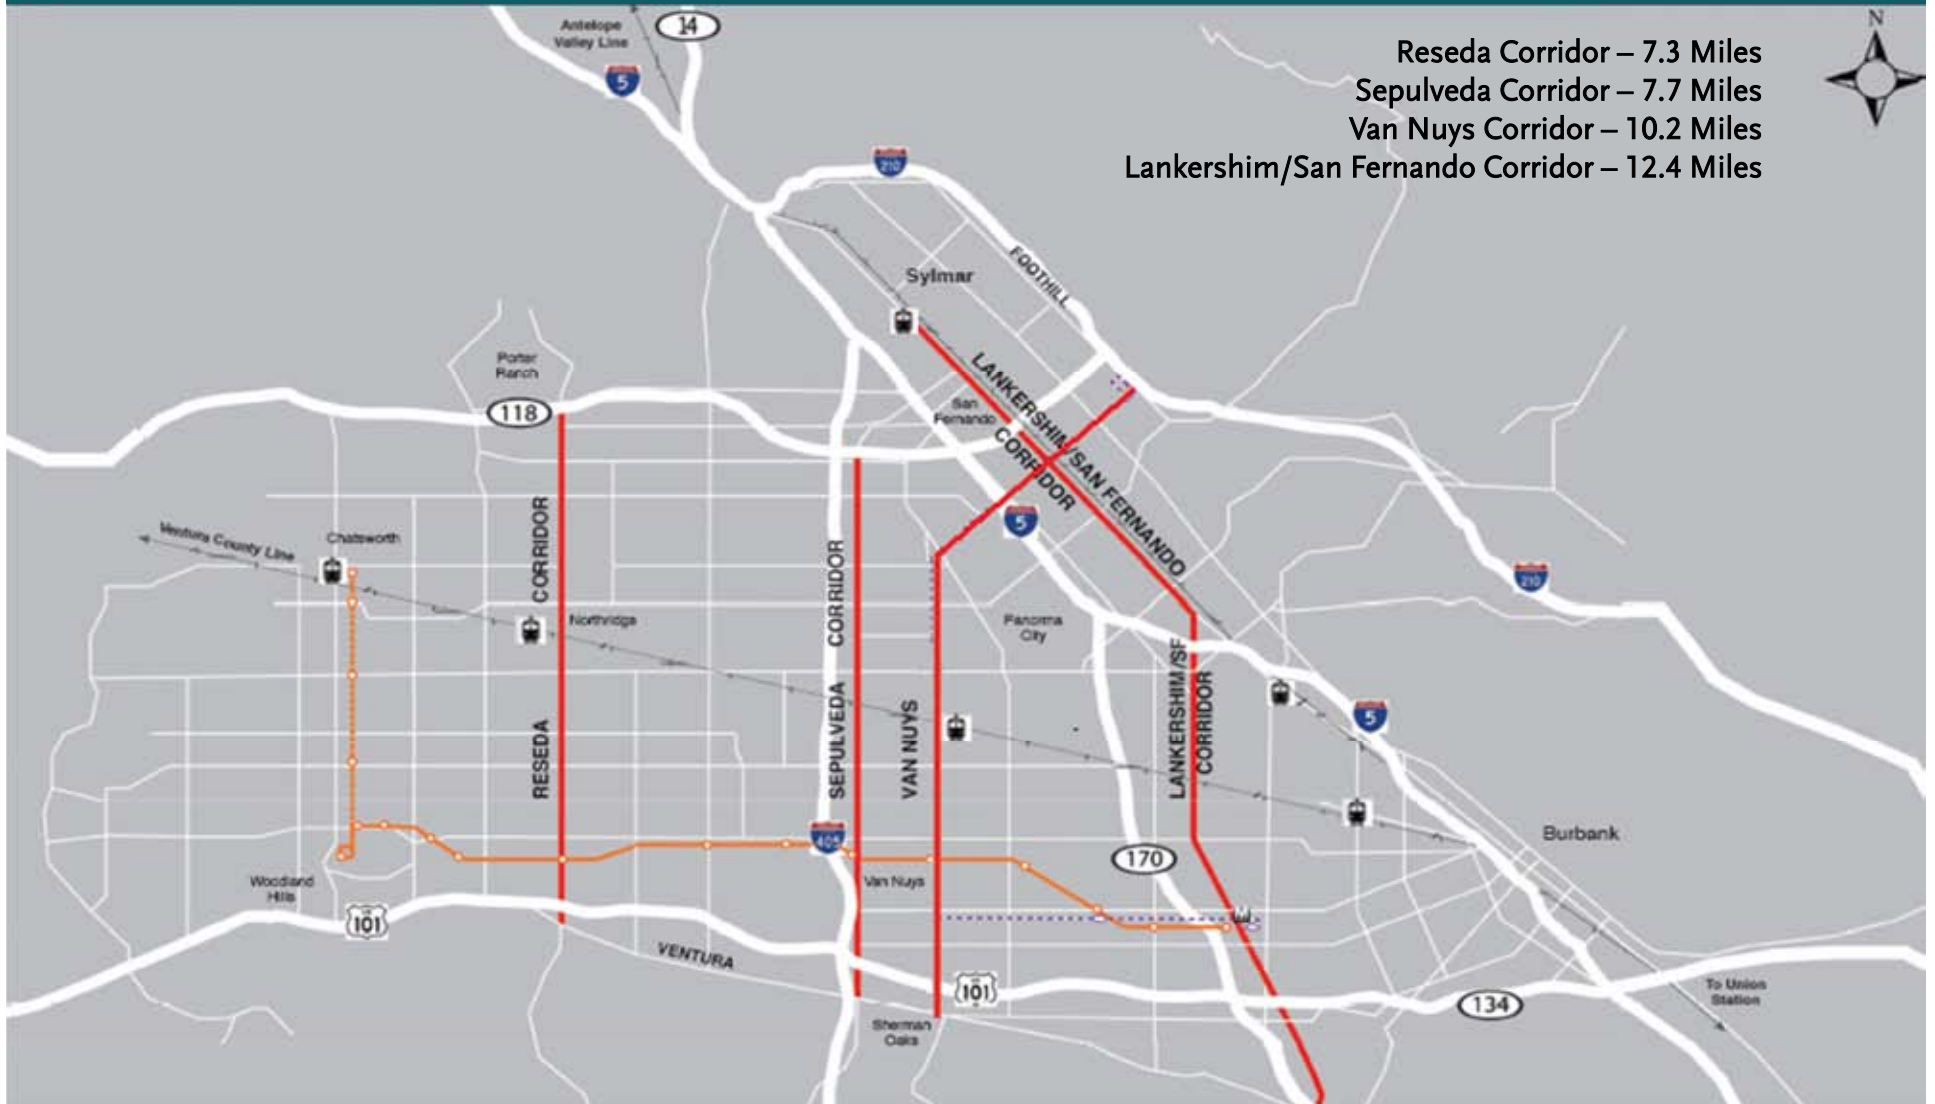 Antelope
Valley Line
14
N
5
Reseda Corridor – 7.3 Miles
Sepulveda Corridor – 7.7 Miles
Van Nuys Corridor – 10.2 Miles
Lankershim/San Fernando Corridor – 12.4 Miles
210
FOOTHILL
Sylmar
Porter
Ranch
118
San
Fernando
LANKERSHIM/SAN FERNANDO
CORRIDOR
5
Ventura County Line
Chatsworth
CORRIDOR
RESEDA
Northridge
CORRIDOR
SEPULVEDA
VAN NUYS
Panorma
City
LANKERSHIM/SF
CORRIDOR
210
5
405
170
Burbank
Woodland
Hills
101
Van Nuys
M
VENTURA
101
134
To Union
Station
Sherman
Oaks